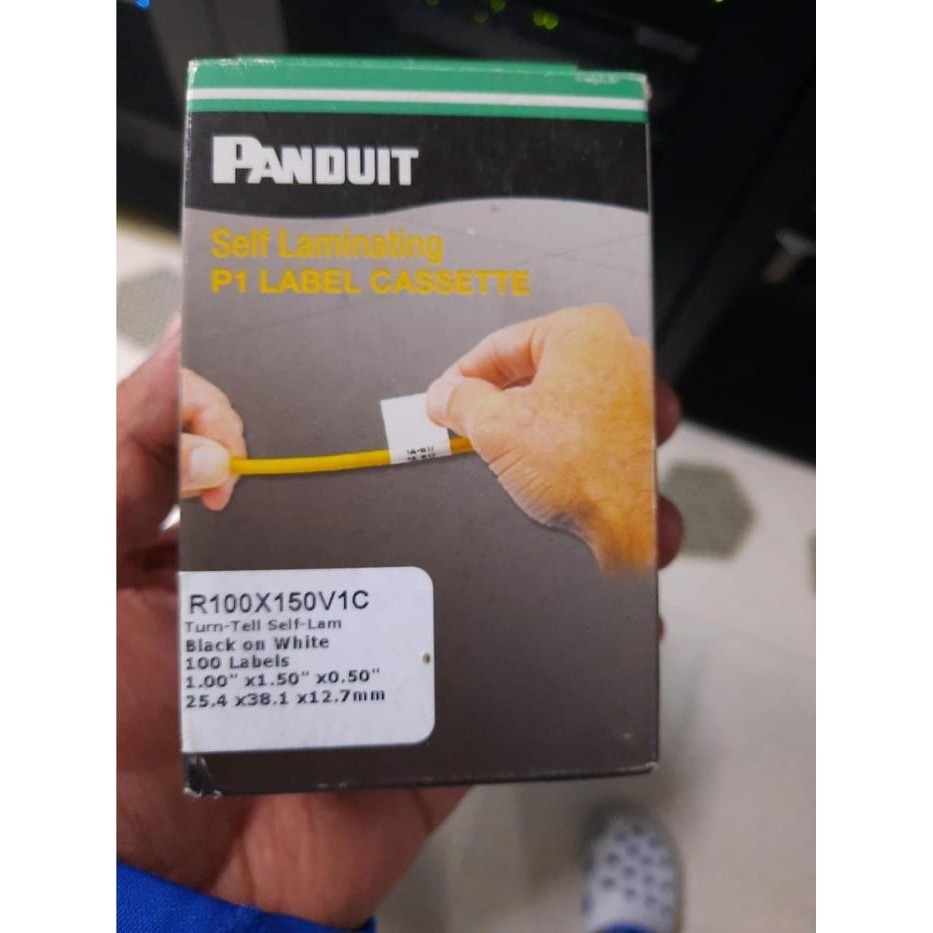 PANDUIT
Self Laminating
P1 LABEL CASSETTE
R100X150V1C
Turn-Tell Self-Lam
Black on White
100 Labels
1.00" x1.50" x0.50"
25.4 x38.1 x12.7mm